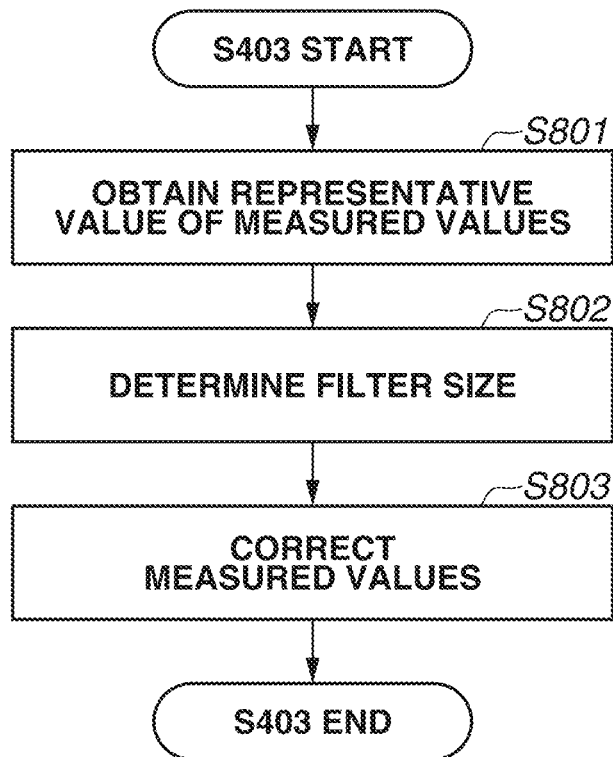 S403 START
S801
OBTAIN REPRESENTATIVE
VALUE OF MEASURED VALUES
S802
DETERMINE FILTER SIZE
S803
CORRECT
MEASURED VALUES
S403 END